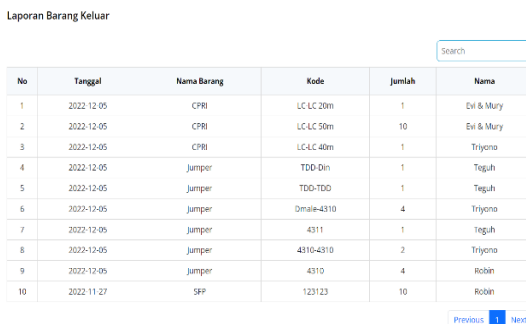 Laporan Barang Keluar
Search
No Tanggal Nama Barang Kode Jumlah Nama
1 2022-12-05 CPRI LC-LC 20m 1 Evi & Mury
2 2022-12-05 CPRI LC-LC 50m 10 Evi & Mury
3 2022-12-05 CPRI LC-LC 40m 1 Triyono
4 2022-12-05 Jumper TDD-Din 1 Teguh
5 2022-12-05 Jumper TDD-TDD 1 Teguh
6 2022-12-05 Jumper Dmale-4310 4 Triyono
7 2022-12-05 Jumper 4311 1 Teguh
8 2022-12-05 Jumper 4310-4310 2 Triyono
9 2022-12-05 Jumper 4310 4 Robin
10 2022-11-27 SFP 123123 10 Robin
Previous 1 Next